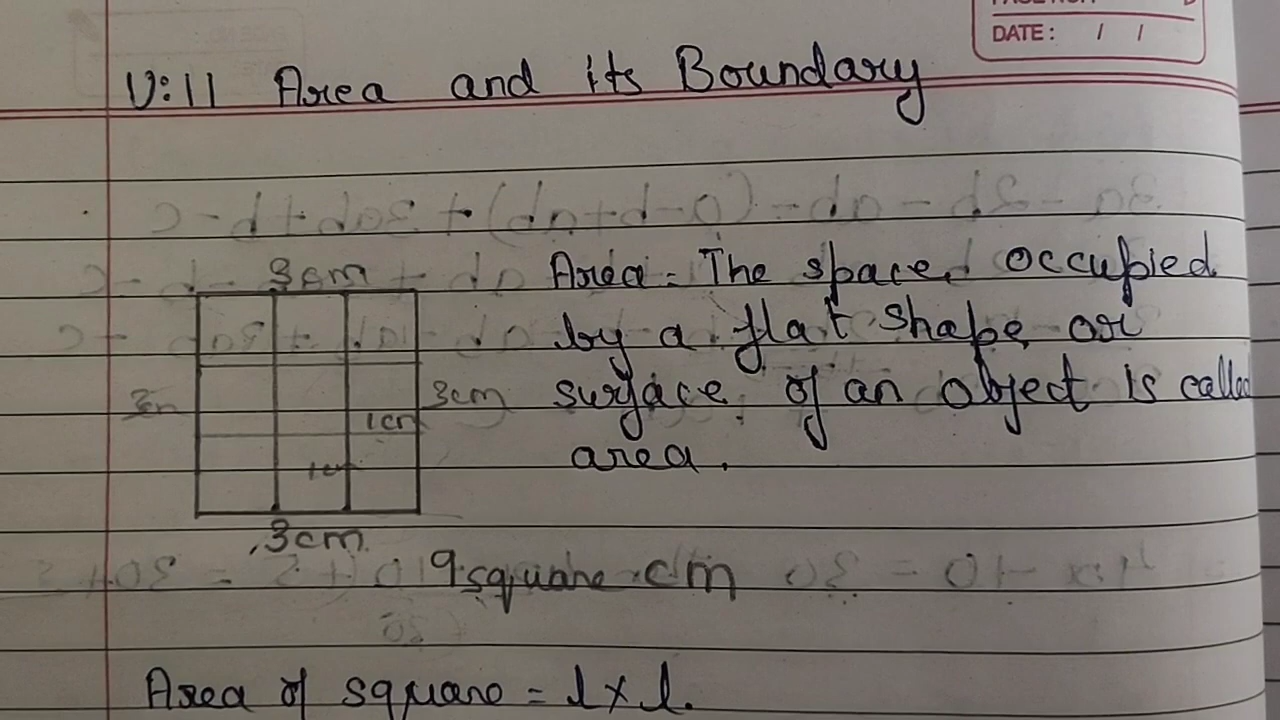 DATE: / /
U:11 Area and its Boundary
3cm
Area - The space occupied
by a flat shape or
3cm 3cm surface of an object is called
1cm
area.
1cm
3cm
9 square cm
Area of square = l x l.